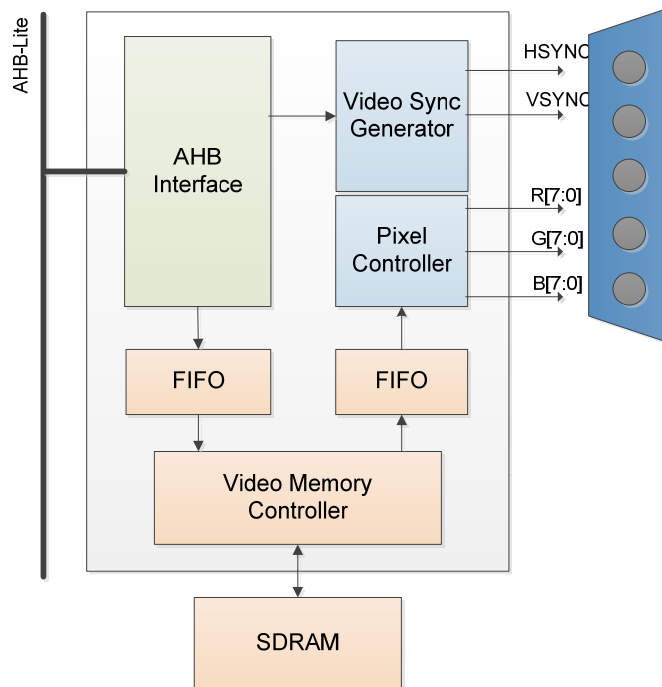 AHB-Lite
AHB
Interface
Video Sync
Generator
HSYNC
VSYNC
Pixel
Controller
R[7:0]
G[7:0]
B[7:0]
FIFO
FIFO
Video Memory
Controller
SDRAM